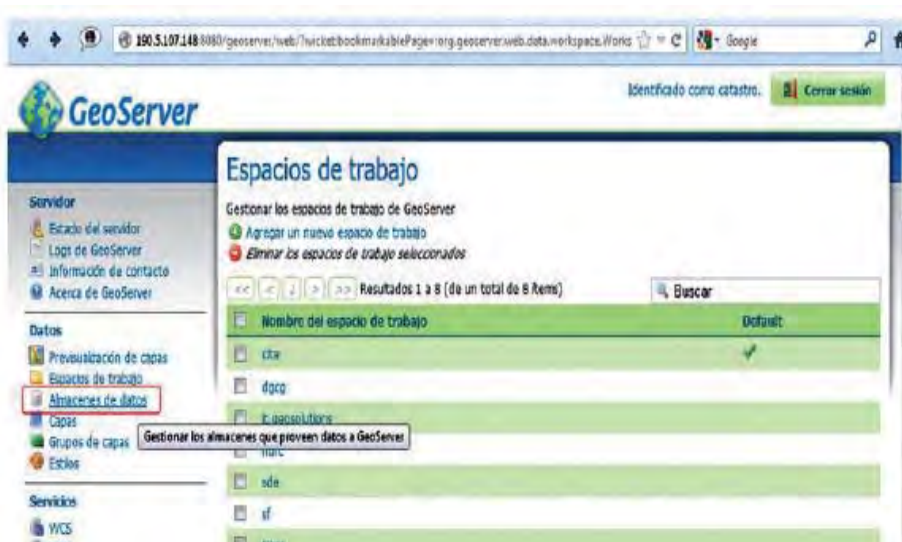 190.5.107.148:8080/geoserver/web/?wicket:bookmarkablePage=:org.geoserver.web.data.workspace.Works
Google
GeoServer
Identificado como catastro.
Cerrar sesión
Espacios de trabajo
Gestionar los espacios de trabajo de GeoServer
Agregar un nuevo espacio de trabajo
Eliminar los espacios de trabajo seleccionados
<< < 1 > >> Resultados 1 a 8 (de un total de 8 ítems)
Buscar
Nombre del espacio de trabajo
Default
cite
dgcg
it.geosolutions
nurc
sde
sf
Servidor
Estado del servidor
Logs de GeoServer
Información de contacto
Acerca de GeoServer
Datos
Previsualización de capas
Espacios de trabajo
Almacenes de datos
Capas
Grupos de capas
Estilos
Gestionar los almacenes que proveen datos a GeoServer
Servicios
WCS